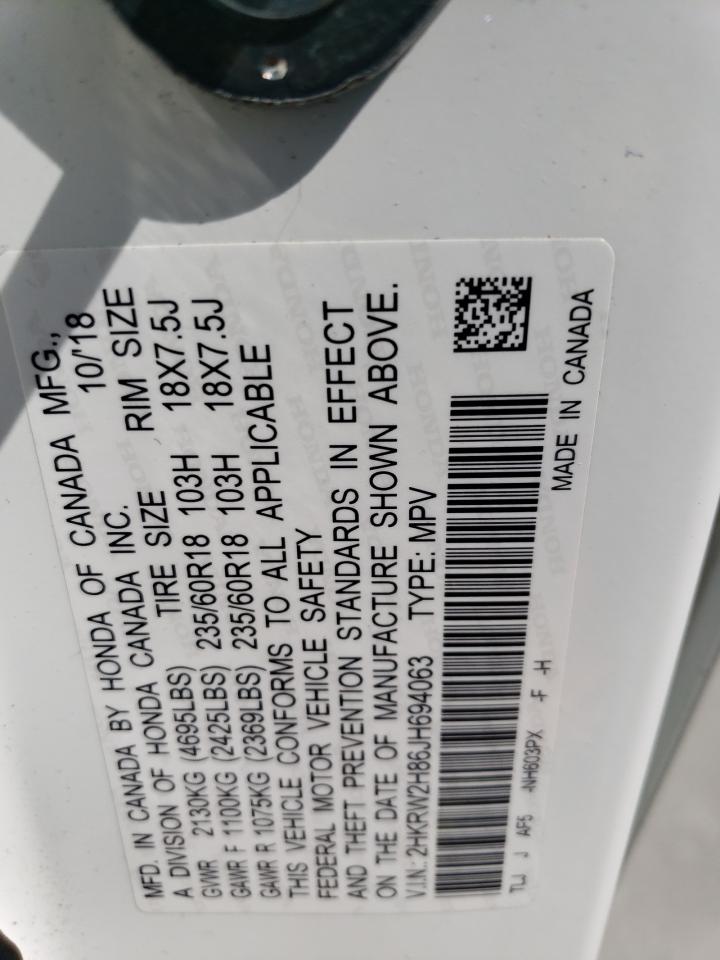 MFD. IN CANADA BY HONDA OF CANADA MFG.,
A DIVISION OF HONDA CANADA INC. 10/'18
TIRE SIZE RIM SIZE
GVWR 2130KG (4695LBS)
GAWR F 1100KG (2425LBS) 235/60R18 103H 18X7.5J
GAWR R 1075KG (2369LBS) 235/60R18 103H 18X7.5J
THIS VEHICLE CONFORMS TO ALL APPLICABLE
FEDERAL MOTOR VEHICLE SAFETY
AND THEFT PREVENTION STANDARDS IN EFFECT
ON THE DATE OF MANUFACTURE SHOWN ABOVE.
V.I.N.: 2HKRW2H86JH694063 TYPE: MPV
TLJ J AF5 -NH603PX -F -H
MADE IN CANADA